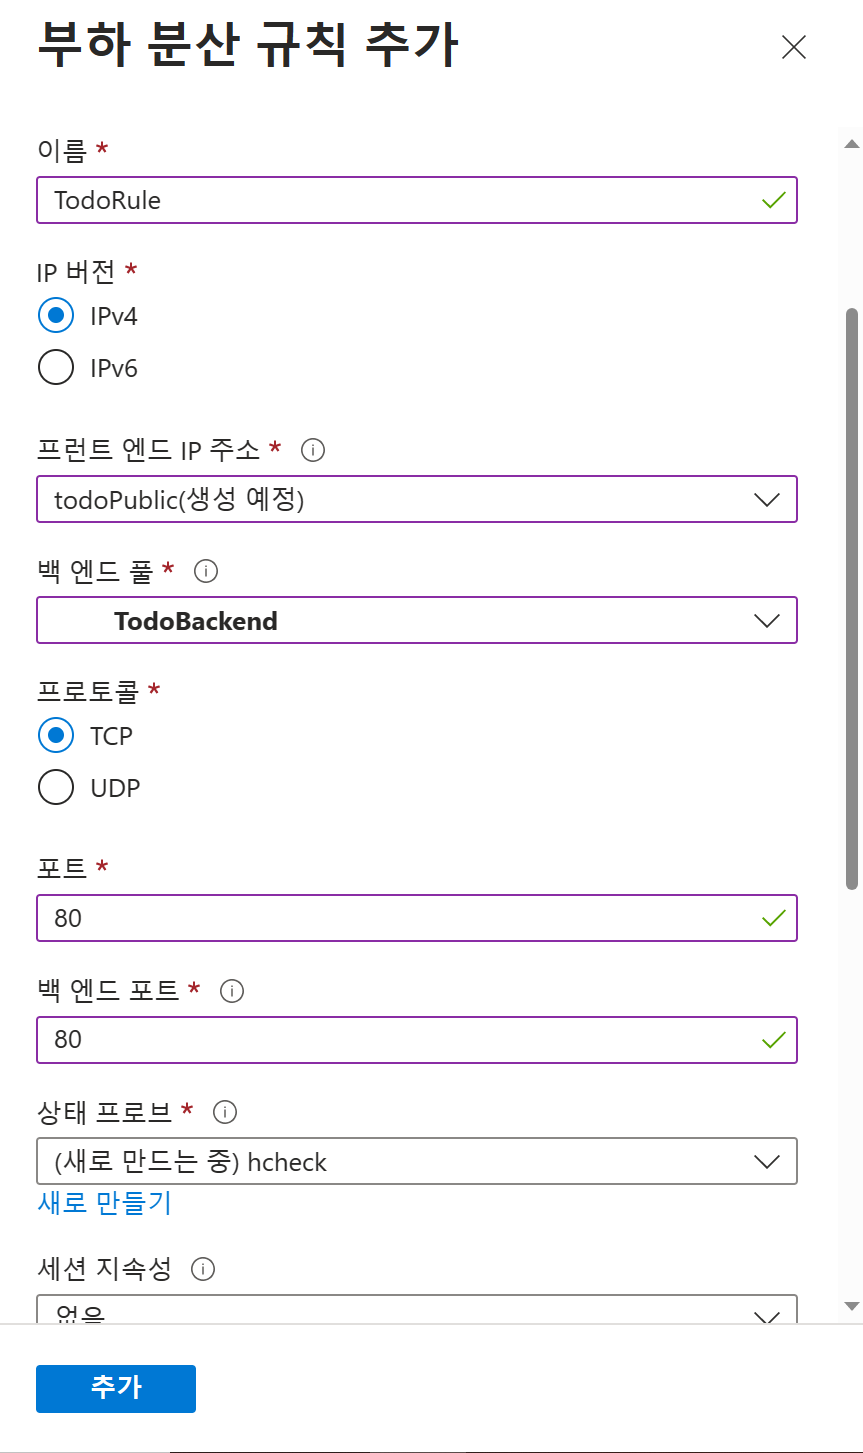 부하 분산 규칙 추가
이름 *
TodoRule
IP 버전 *
IPv4
IPv6
프런트 엔드 IP 주소 *
todoPublic(생성 예정)
백 엔드 풀 *
TodoBackend
프로토콜 *
TCP
UDP
포트 *
80
백 엔드 포트 *
80
상태 프로브 *
(새로 만드는 중) hcheck
새로 만들기
세션 지속성
없음
추가